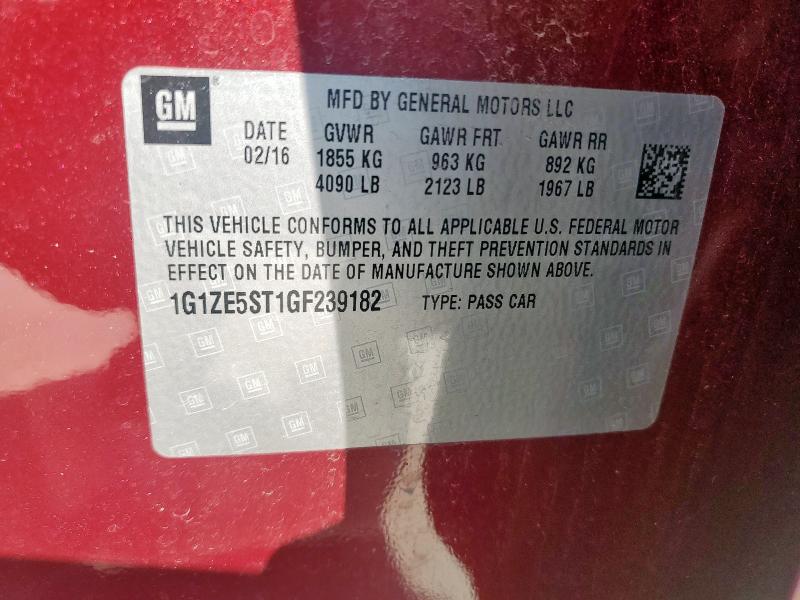 GM
MFD BY GENERAL MOTORS LLC
DATE GVWR GAWR FRT GAWR RR
02/16 1855 KG 963 KG 892 KG
4090 LB 2123 LB 1967 LB
THIS VEHICLE CONFORMS TO ALL APPLICABLE U.S. FEDERAL MOTOR
VEHICLE SAFETY, BUMPER, AND THEFT PREVENTION STANDARDS IN
EFFECT ON THE DATE OF MANUFACTURE SHOWN ABOVE.
1G1ZE5ST1GF239182 TYPE: PASS CAR